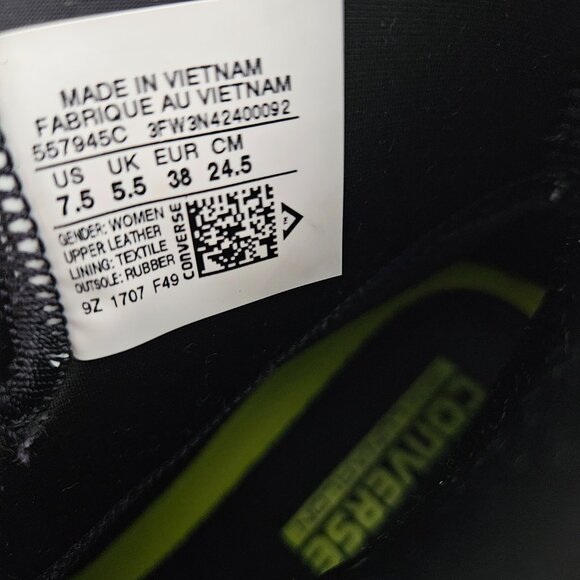 MADE IN VIETNAM
FABRIQUE AU VIETNAM
557945C 3FW3N42400092
US UK EUR CM
7.5 5.5 38 24.5
GENDER: WOMEN
UPPER LEATHER
LINING: TEXTILE
OUTSOLE: RUBBER
CONVERSE
9Z 1707 F49
CONVERSE